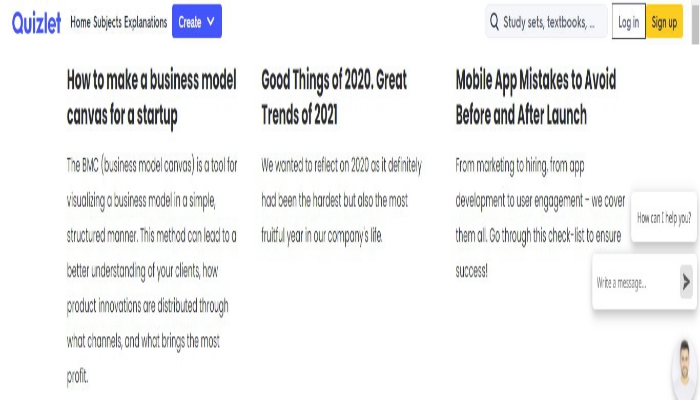 Quizlet Home Subjects Explanations Create Study sets, textbooks, ... Log in Sign up
How to make a business model
canvas for a startup
The BMC (business model canvas) is a tool for
visualizing a business model in a simple,
structured manner. This method can lead to a
better understanding of your clients, how
product innovations are distributed through
what channels, and what brings the most
profit.
Good Things of 2020. Great
Trends of 2021
We wanted to reflect on 2020 as it definitely
had been the hardest but also the most
fruitful year in our company's life.
Mobile App Mistakes to Avoid
Before and After Launch
From marketing to hiring, from app
development to user engagement – we cover
them all. Go through this check-list to ensure
success!
How can I help you?
Write a message...